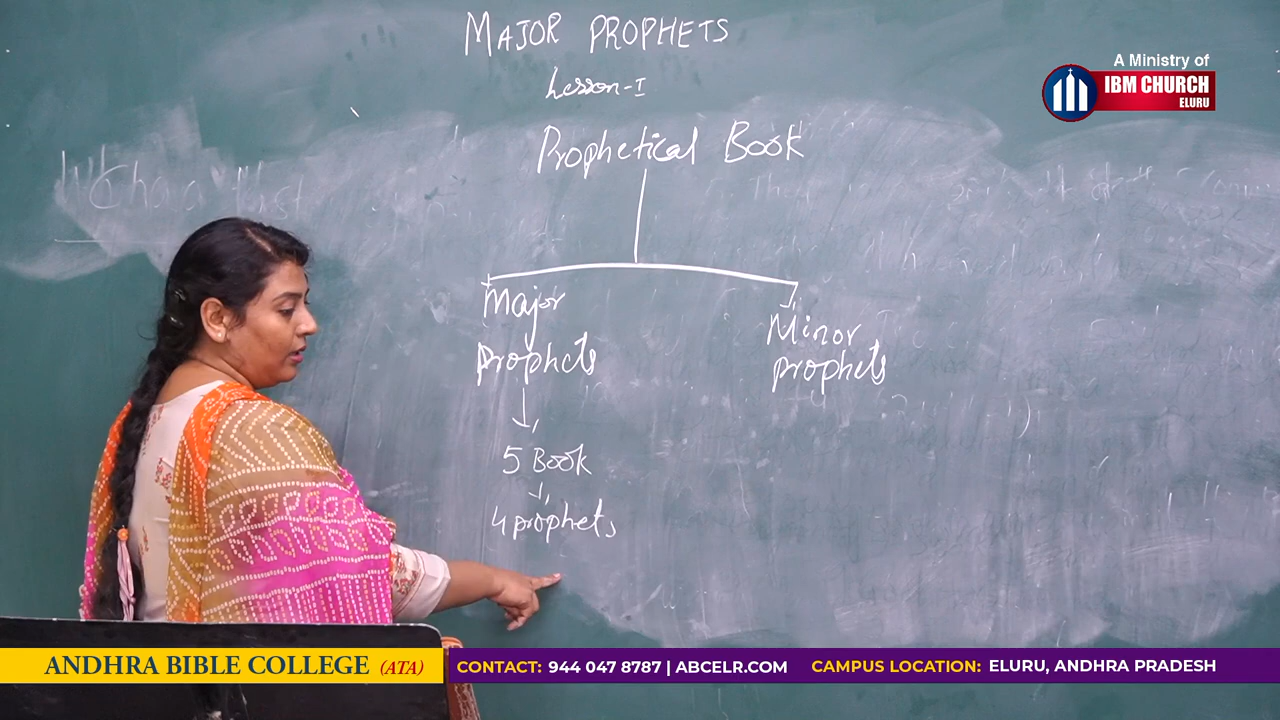 MAJOR PROPHETS
Lesson-I
A Ministry of
IBM CHURCH
ELURU
Prophetical Book
Major
prophets
Minor
prophets
5 Book
4 prophets
ANDHRA BIBLE COLLEGE (ATA)
CONTACT: 944 047 8787 | ABCELR.COM
CAMPUS LOCATION: ELURU, ANDHRA PRADESH